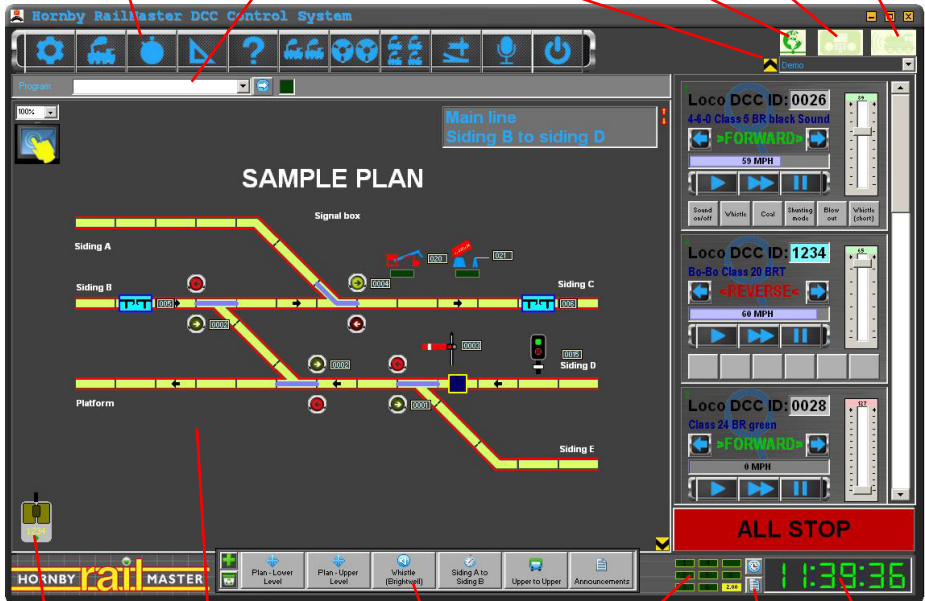 Hornby RailMaster DCC Control System
Demo
Program:
100%
Main line
Siding B to siding D
SAMPLE PLAN
Signal box
Siding A
020
021
0004
Siding B
005
Siding C
006
0002
0002
0003
0015
Siding D
Platform
0001
Siding E
1234
Loco DCC ID: 0026
4-6-0 Class 5 BR black Sound
>FORWARD>
59 MPH
59
Sound on/off
Whistle
Coal
Shunting mode
Blow out
Whistle (short)
Loco DCC ID: 1234
Bo-Bo Class 20 BRT
<REVERSE<
60 MPH
Loco DCC ID: 0028
Class 24 BR green
>FORWARD>
0 MPH
127
ALL STOP
HORNBY rail MASTER
Plan - Lower Level
Plan - Upper Level
Whistle (Brightwell)
Siding A to Siding B
Upper to Upper
Announcements
2.00
11:39:36